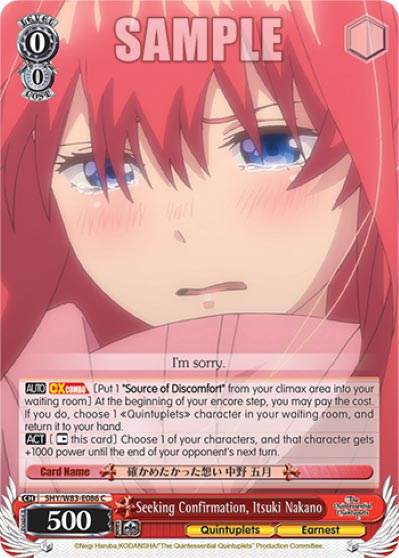 LEVEL
SAMPLE
0
0
COST
I'm sorry.
AUTO CX COMBO [Put 1 "Source of Discomfort" from your climax area into your
waiting room] At the beginning of your encore step, you may pay the cost.
If you do, choose 1 «Quintuplets» character in your waiting room, and
return it to your hand.
ACT [ this card] Choose 1 of your characters, and that character gets
+1000 power until the end of your opponent's next turn.
Card Name 確かめたかった想い 中野 五月
CH 5HY/W83-E086 C
500
Seeking Confirmation, Itsuki Nakano
The Quintessential Quintuplets
Quintuplets
Earnest
©Negi Haruba,KODANSHA/"The Quintessential Quintuplets" Production Committee